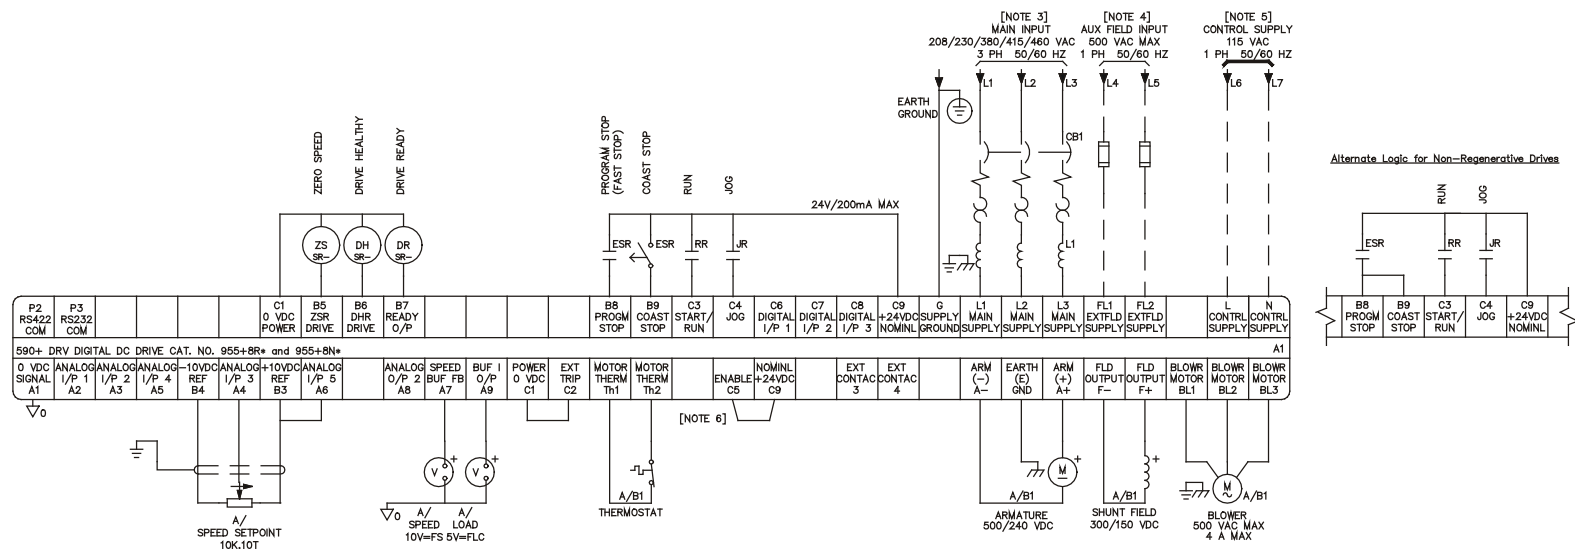 [NOTE 3]
MAIN INPUT
208/230/380/415/460 VAC
3 PH 50/60 HZ
[NOTE 4]
AUX FIELD INPUT
500 VAC MAX
1 PH 50/60 HZ
[NOTE 5]
CONTROL SUPPLY
115 VAC
1 PH 50/60 HZ
L1
L2
L3
L4
L5
L6
L7
EARTH
GROUND
CB1
L1
ZERO SPEED
DRIVE HEALTHY
DRIVE READY
PROGRAM STOP
(FAST STOP)
COAST STOP
RUN
JOG
24V/200mA MAX
ZS
SR-
DH
SR-
DR
SR-
ESR
ESR
RR
JR
Alternate Logic for Non-Regenerative Drives
RUN
JOG
ESR
RR
JR
B8
PROGM
STOP
B9
COAST
STOP
C3
START/
RUN
C4
JOG
C9
+24VDC
NOMINL
P2
RS422
COM
P3
RS232
COM
C1
0 VDC
POWER
B5
ZSR
DRIVE
B6
DHR
DRIVE
B7
READY
O/P
B8
PROGM
STOP
B9
COAST
STOP
C3
START/
RUN
C4
JOG
C6
DIGITAL
I/P 1
C7
DIGITAL
I/P 2
C8
DIGITAL
I/P 3
C9
+24VDC
NOMINL
G
SUPPLY
GROUND
L1
MAIN
SUPPLY
L2
MAIN
SUPPLY
L3
MAIN
SUPPLY
FL1
EXTFLD
SUPPLY
FL2
EXTFLD
SUPPLY
L
CONTRL
SUPPLY
N
CONTRL
SUPPLY
590+ DRV DIGITAL DC DRIVE CAT. NO. 955+8R* and 955+8N*
A1
0 VDC
SIGNAL
A1
ANALOG
I/P 1
A2
ANALOG
I/P 2
A3
ANALOG
I/P 4
A5
-10VDC
REF
B4
ANALOG
I/P 3
A4
+10VDC
REF
B3
ANALOG
I/P 5
A6
ANALOG
O/P 2
A8
SPEED
BUF FB
A7
BUF I
O/P
A9
POWER
0 VDC
C1
EXT
TRIP
C2
MOTOR
THERM
Th1
MOTOR
THERM
Th2
ENABLE
C5
NOMINL
+24VDC
C9
EXT
CONTAC
3
EXT
CONTAC
4
ARM
(-)
A-
EARTH
(E)
GND
ARM
(+)
A+
FLD
OUTPUT
F-
FLD
OUTPUT
F+
BLOWR
MOTOR
BL1
BLOWR
MOTOR
BL2
BLOWR
MOTOR
BL3
0
[NOTE 6]
A/
SPEED SETPOINT
10K,10T
0
V
+
V
+
A/
SPEED
10V=FS
A/
LOAD
5V=FLC
A/B1
THERMOSTAT
M
+
A/B1
ARMATURE
500/240 VDC
+
A/B1
SHUNT FIELD
300/150 VDC
M
A/B1
BLOWER
500 VAC MAX
4 A MAX